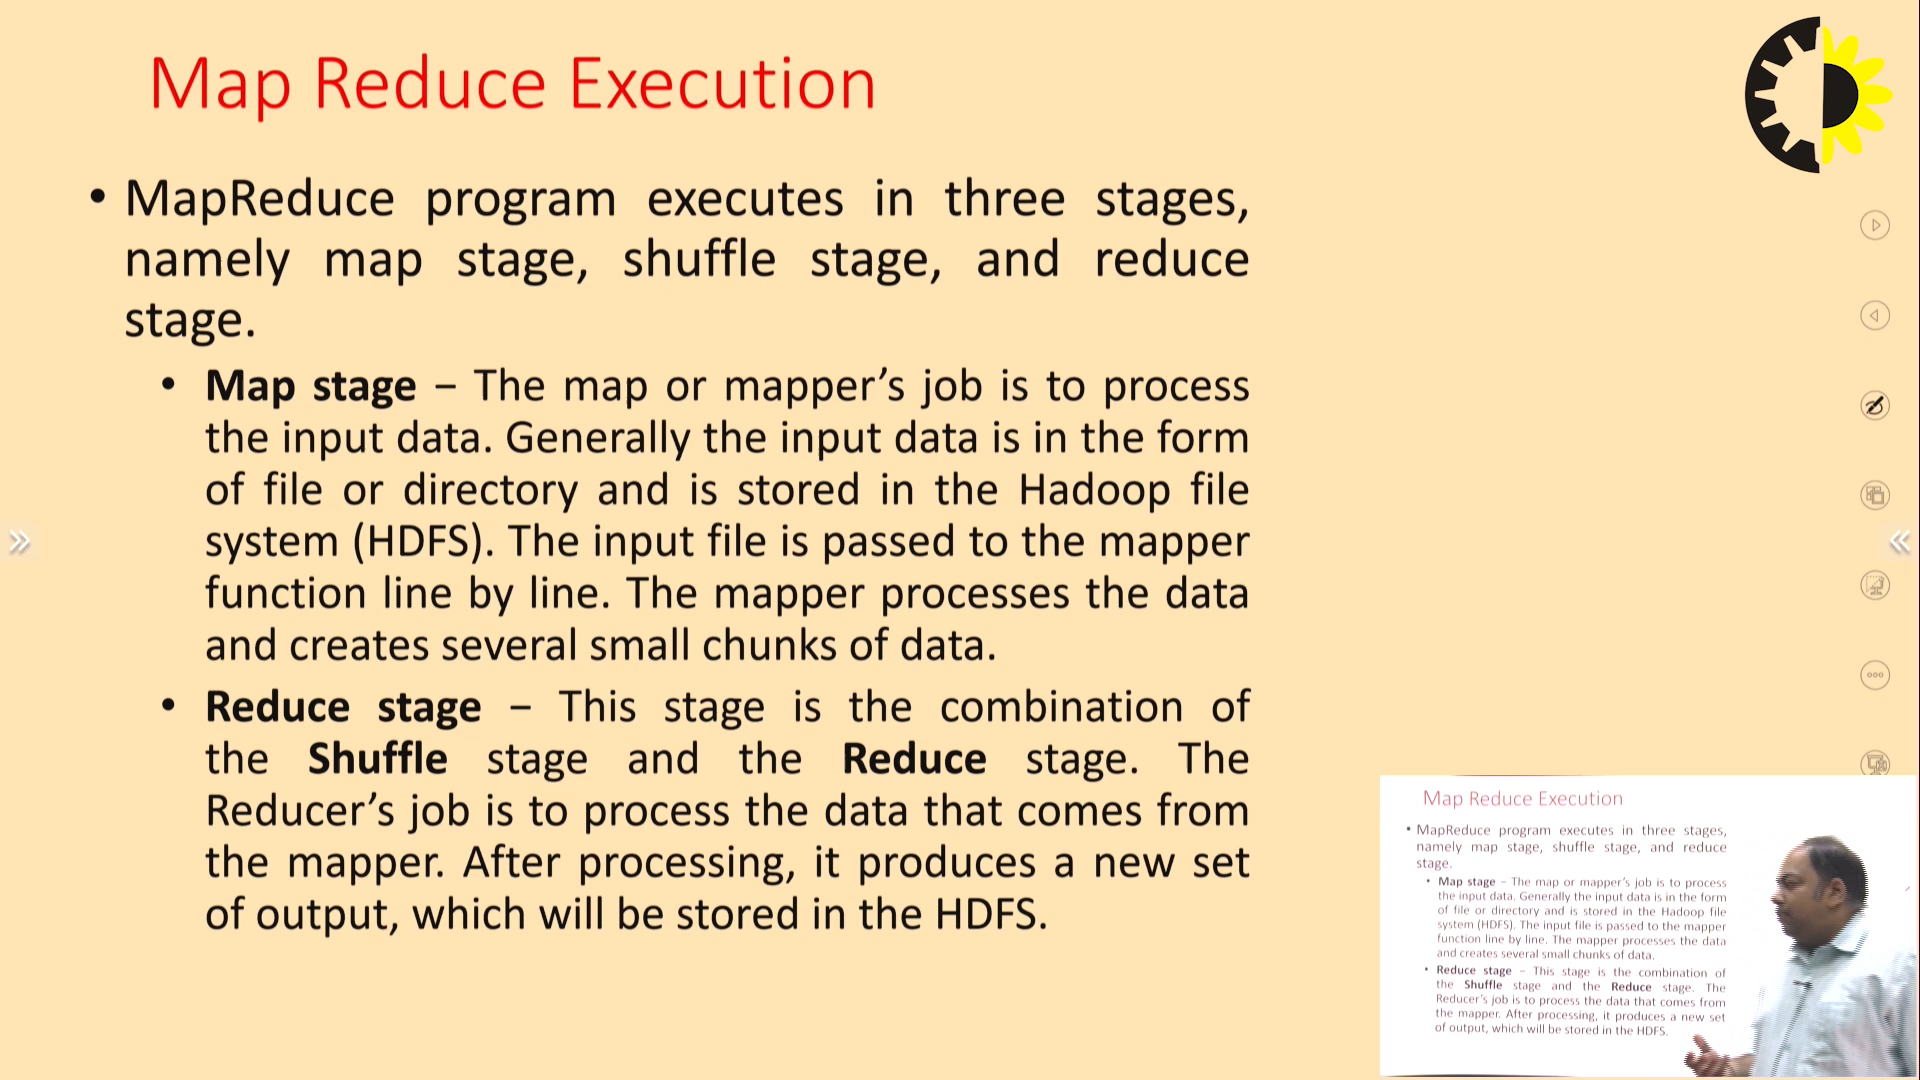 Map Reduce Execution
• MapReduce program executes in three stages,
namely map stage, shuffle stage, and reduce
stage.
• Map stage – The map or mapper’s job is to process
the input data. Generally the input data is in the form
of file or directory and is stored in the Hadoop file
system (HDFS). The input file is passed to the mapper
function line by line. The mapper processes the data
and creates several small chunks of data.
• Reduce stage – This stage is the combination of
the Shuffle stage and the Reduce stage. The
Reducer’s job is to process the data that comes from
the mapper. After processing, it produces a new set
of output, which will be stored in the HDFS.
Map Reduce Execution
• MapReduce program executes in three stages,
namely map stage, shuffle stage, and reduce
stage.
• Map stage – The map or mapper’s job is to process
the input data. Generally the input data is in the form
of file or directory and is stored in the Hadoop file
system (HDFS). The input file is passed to the mapper
function line by line. The mapper processes the data
and creates several small chunks of data.
• Reduce stage – This stage is the combination of
the Shuffle stage and the Reduce stage. The
Reducer’s job is to process the data that comes from
the mapper. After processing, it produces a new set
of output, which will be stored in the HDFS.